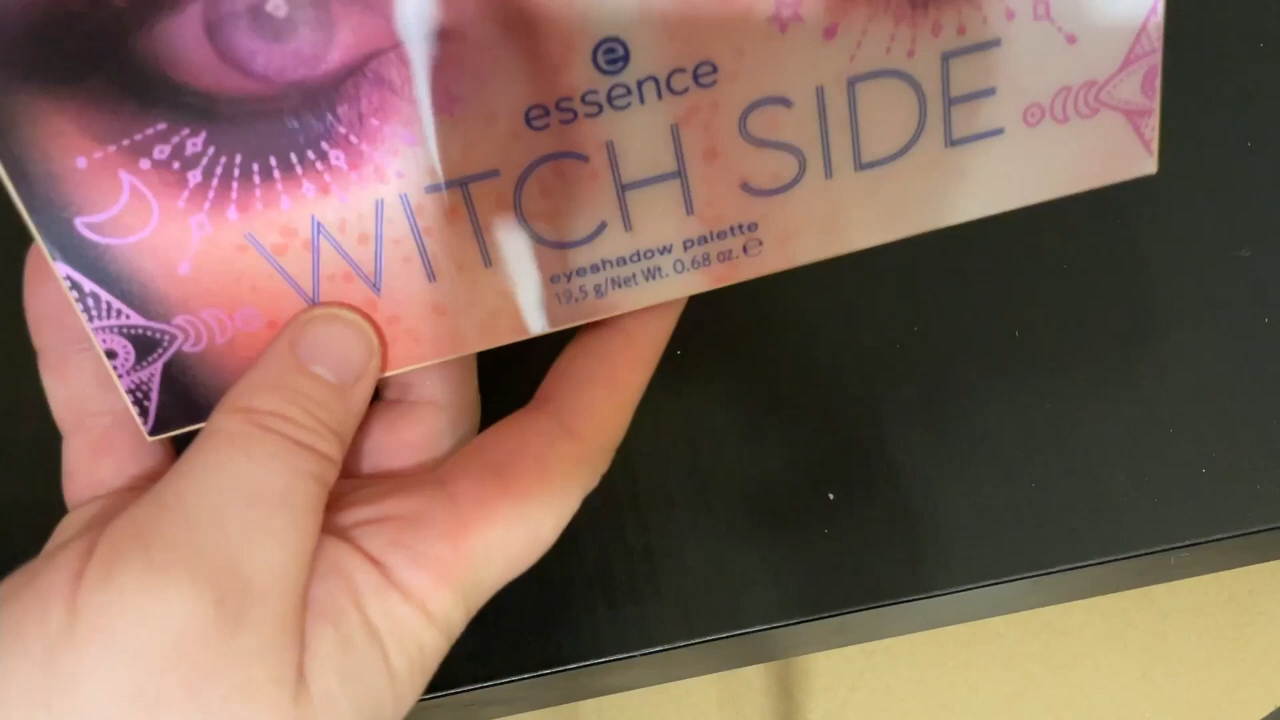 e
essence
WITCH SIDE
eyeshadow palette
19,5 g/Net Wt. 0.68 oz. ℮